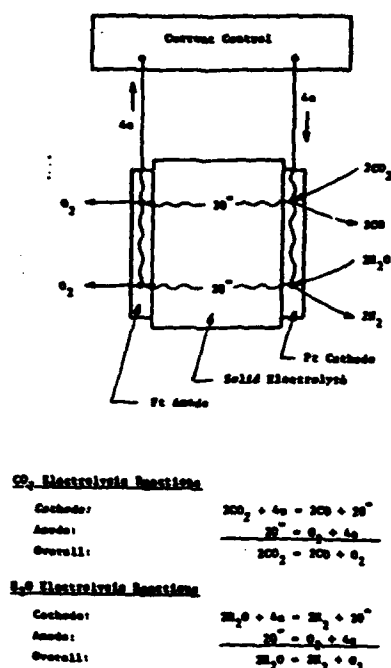 Current Control
4e 4e
2CO₂
O₂ 2O⁼
2CO
2H₂O
O₂ 2O⁼
2H₂
Pt Cathode
Solid Electrolyte
Pt Anode
CO₂ Electrolysis Reactions
Cathode: 2CO₂ + 4e = 2CO + 2O⁼
Anode: 2O⁼ = O₂ + 4e
Overall: 2CO₂ = 2CO + O₂
H₂O Electrolysis Reactions
Cathode: 2H₂O + 4e = 2H₂ + 2O⁼
Anode: 2O⁼ = O₂ + 4e
Overall: 2H₂O = 2H₂ + O₂